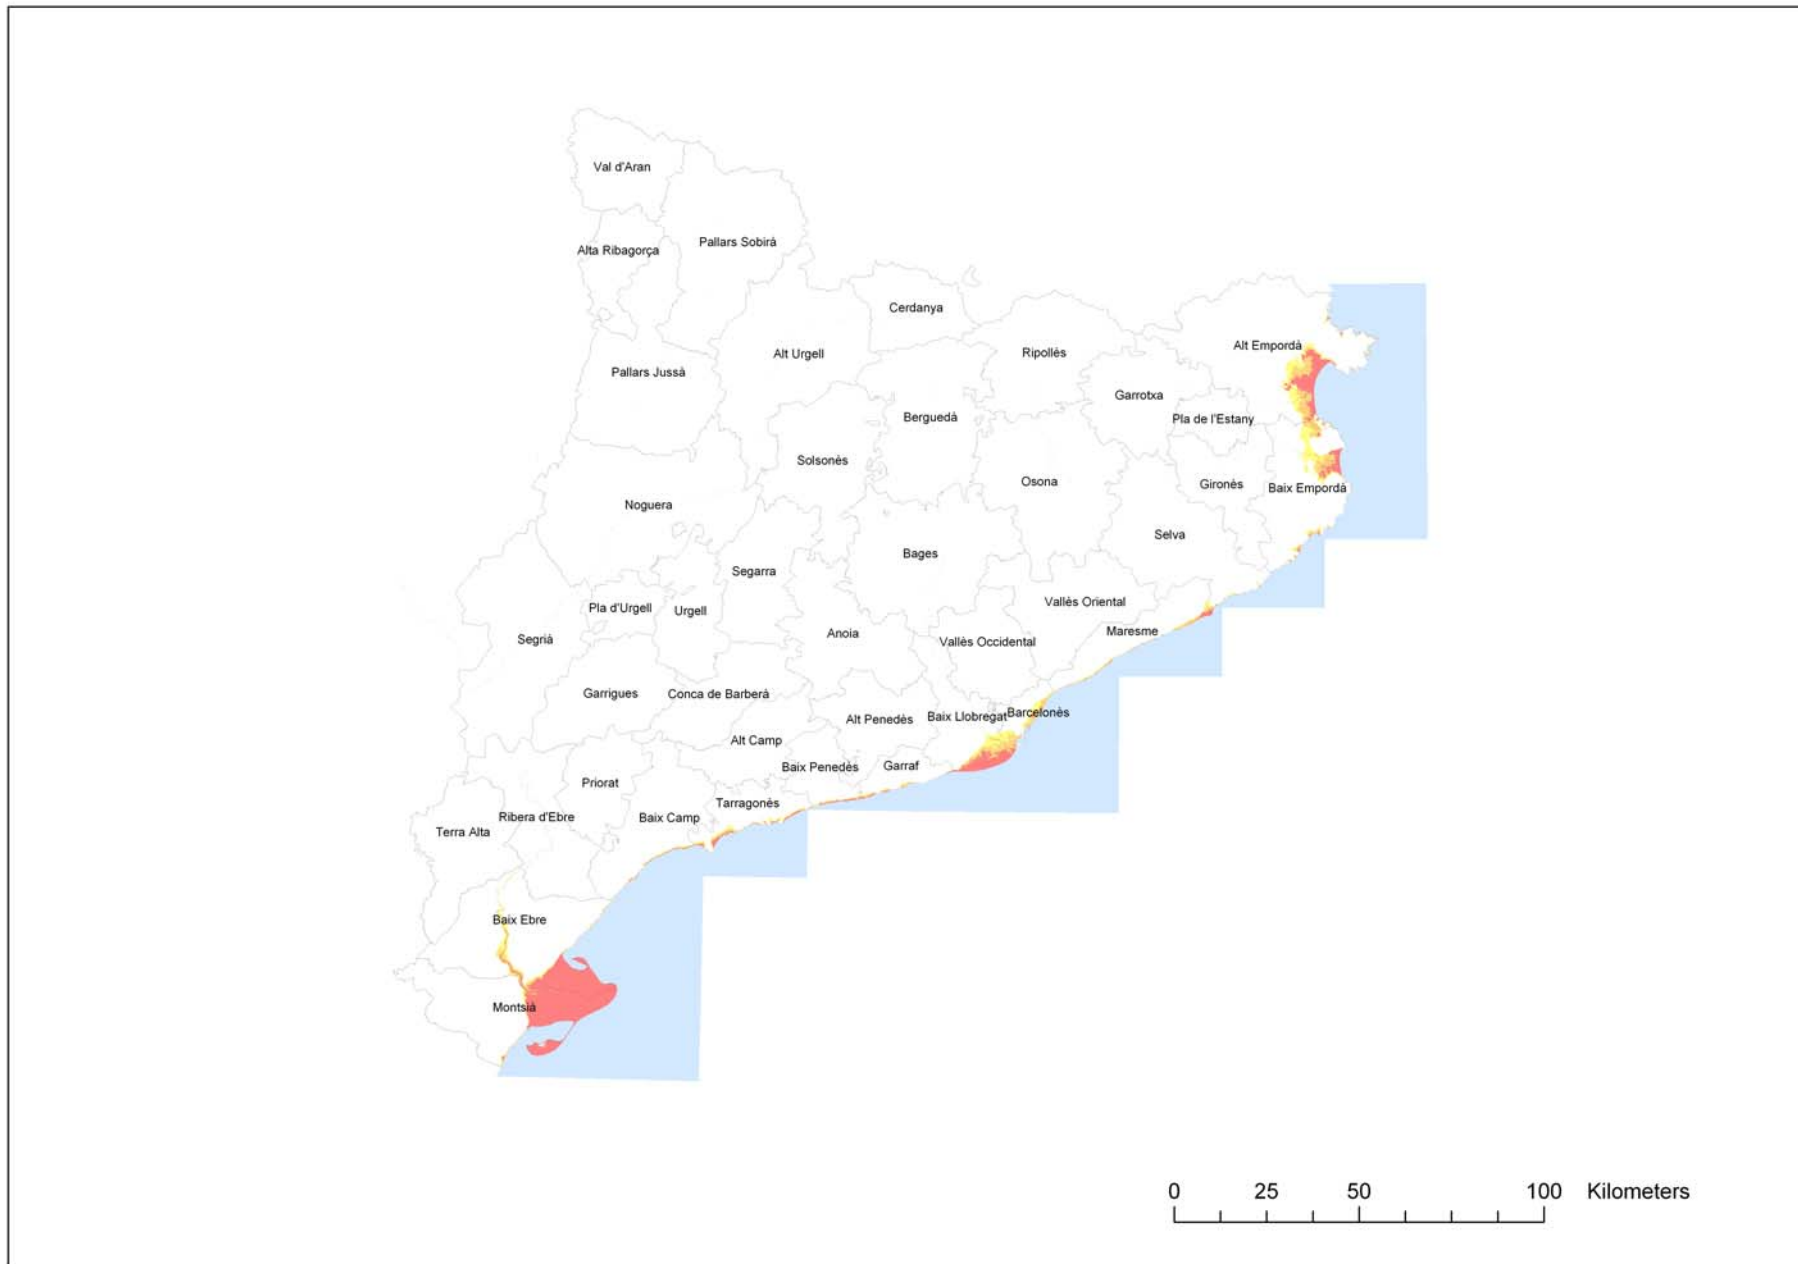 Val d'Aran
Pallars Sobirà
Alta Ribagorça
Cerdanya
Alt Urgell
Ripollès
Alt Empordà
Pallars Jussà
Garrotxa
Berguedà
Pla de l'Estany
Solsonès
Osona
Gironès
Baix Empordà
Noguera
Selva
Bages
Segarra
Vallès Oriental
Pla d'Urgell
Urgell
Maresme
Anoia
Segrià
Vallès Occidental
Garrigues
Conca de Barberà
Alt Penedès
Baix Llobregat
Barcelonès
Alt Camp
Baix Penedès
Garraf
Priorat
Tarragonès
Ribera d'Ebre
Baix Camp
Terra Alta
Baix Ebre
Montsià
0 25 50 100 Kilometers